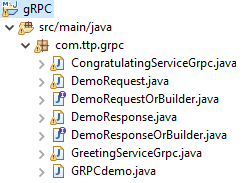 gRPC
src/main/java
com.ttp.grpc
CongratulatingServiceGrpc.java
DemoRequest.java
DemoRequestOrBuilder.java
DemoResponse.java
DemoResponseOrBuilder.java
GreetingServiceGrpc.java
GRPCdemo.java